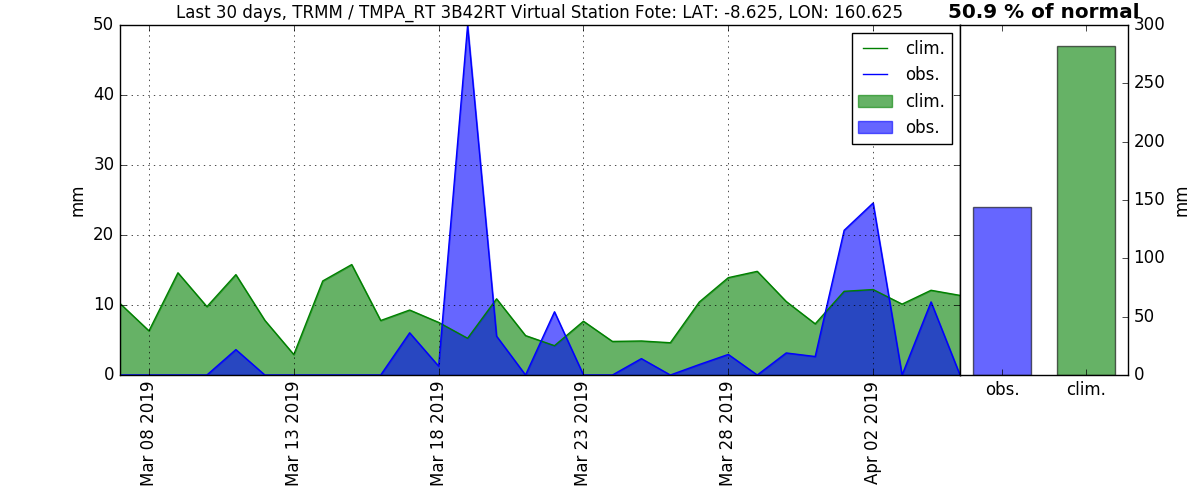 Last 30 days, TRMM / TMPA_RT 3B42RT Virtual Station Fote: LAT: -8.625, LON: 160.625
50.9 % of normal
50
40
30
20
10
0
mm
clim.
obs.
clim.
obs.
300
250
200
150
100
50
0
mm
Mar 08 2019
Mar 13 2019
Mar 18 2019
Mar 23 2019
Mar 28 2019
Apr 02 2019
obs.
clim.